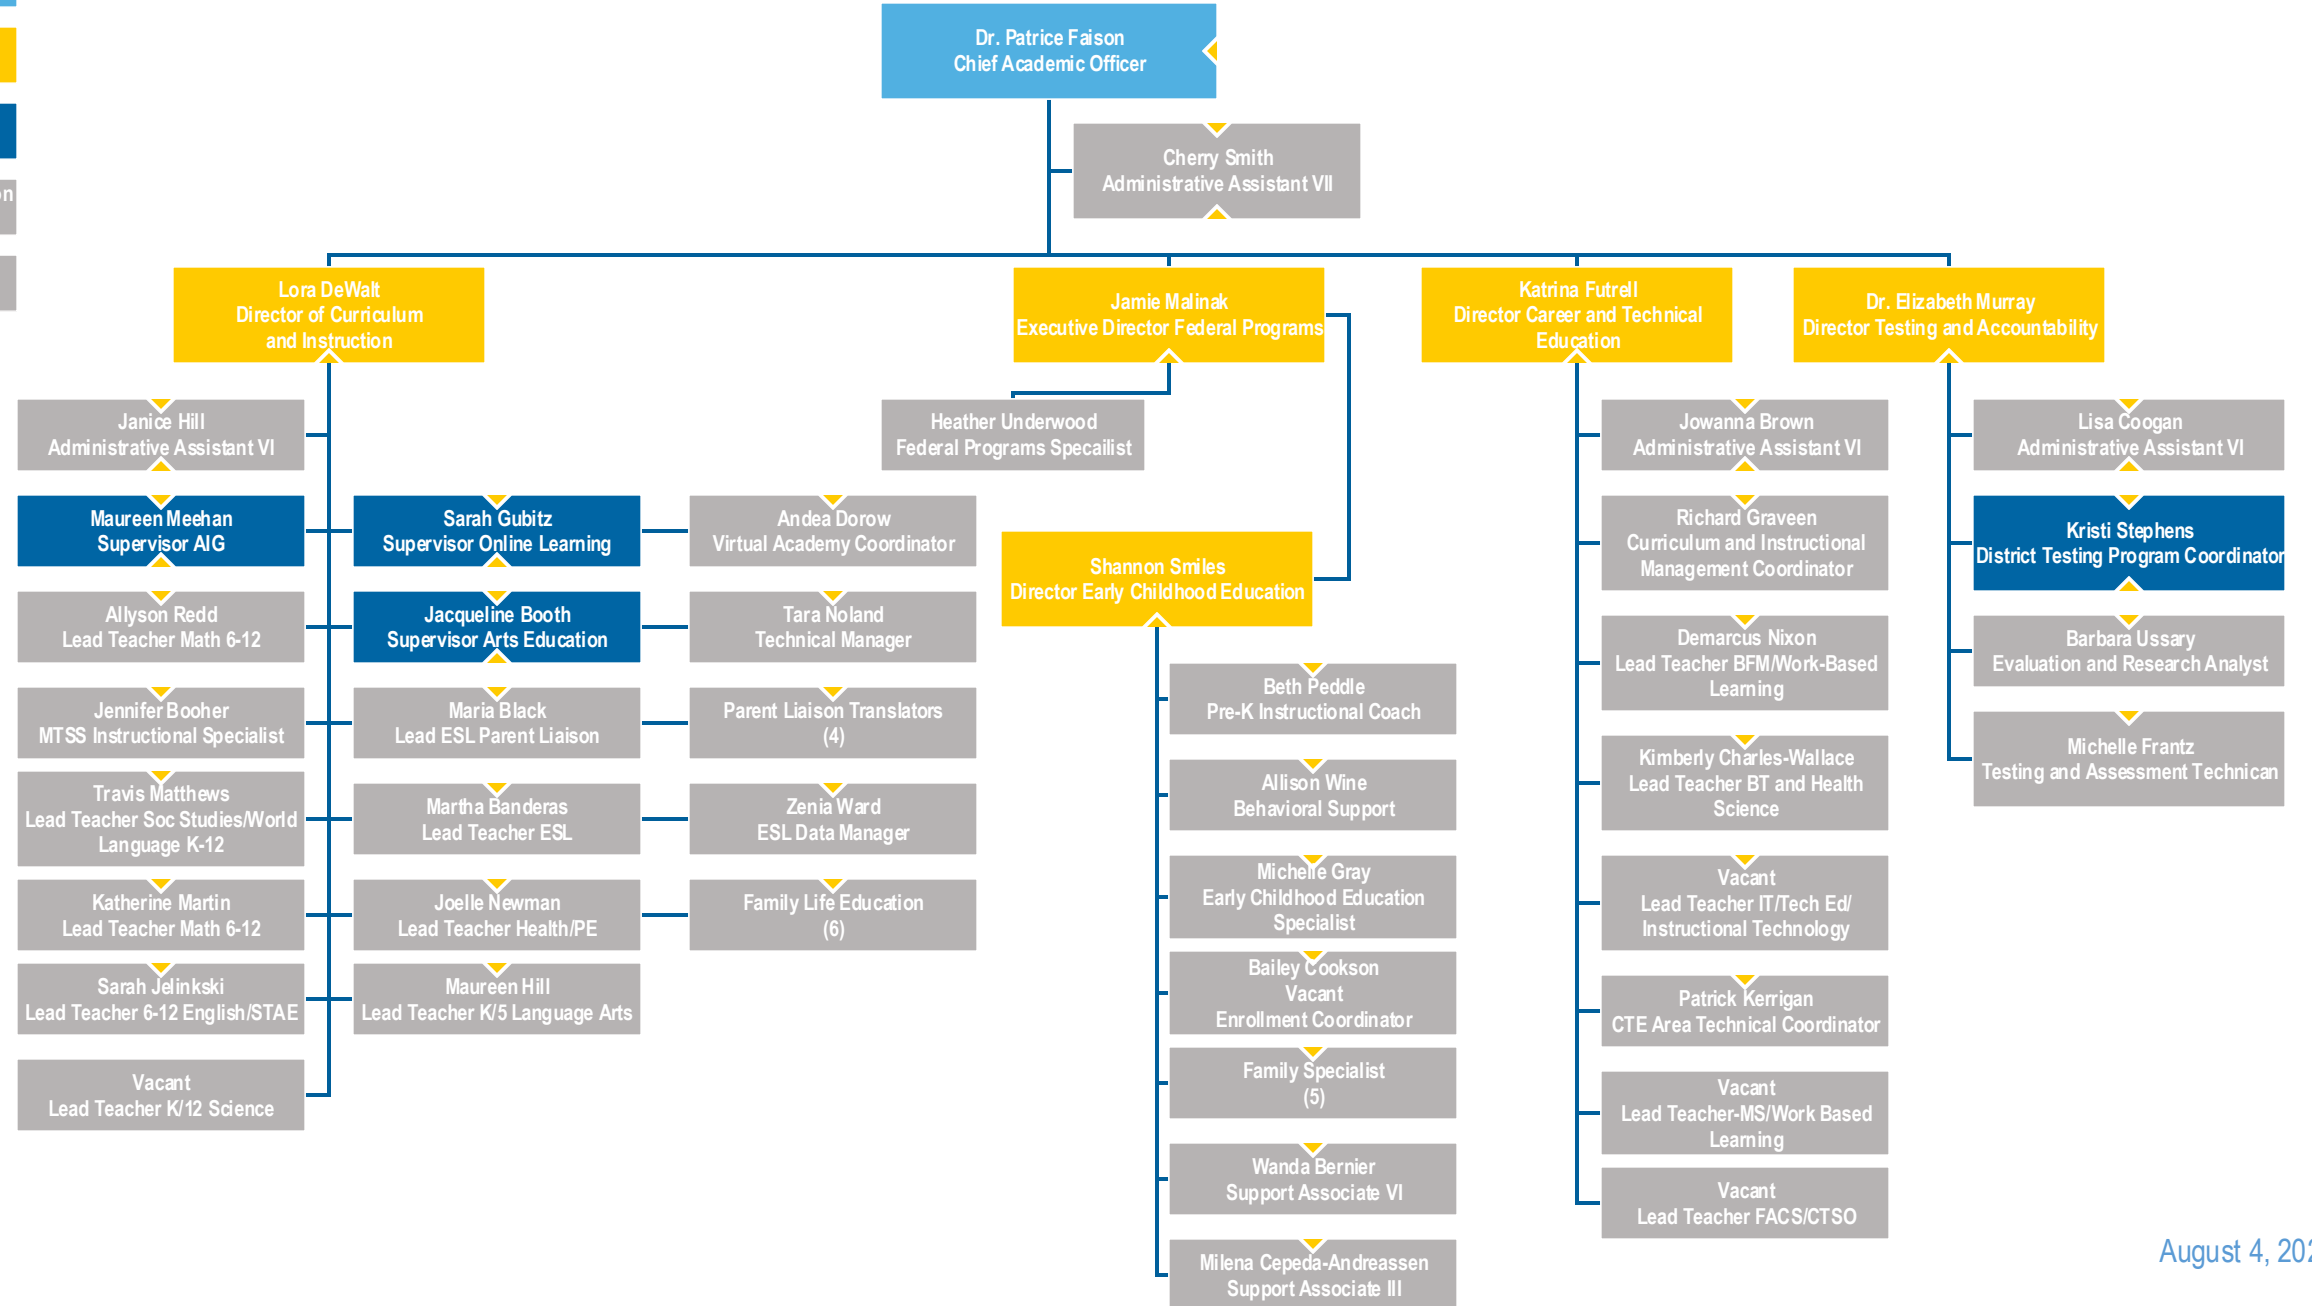 Dr. Patrice Faison
Chief Academic Officer
Cherry Smith
Administrative Assistant VII
on
Lora DeWalt
Director of Curriculum
and Instruction
Jamie Malinak
Executive Director Federal Programs
Katrina Futrell
Director Career and Technical
Education
Dr. Elizabeth Murray
Director Testing and Accountability
Janice Hill
Administrative Assistant VI
Maureen Meehan
Supervisor AIG
Allyson Redd
Lead Teacher Math 6-12
Jennifer Booher
MTSS Instructional Specialist
Travis Matthews
Lead Teacher Soc Studies/World
Language K-12
Katherine Martin
Lead Teacher Math 6-12
Sarah Jelinkski
Lead Teacher 6-12 English/STAE
Vacant
Lead Teacher K/12 Science
Sarah Gubitz
Supervisor Online Learning
Jacqueline Booth
Supervisor Arts Education
Maria Black
Lead ESL Parent Liaison
Martha Banderas
Lead Teacher ESL
Joelle Newman
Lead Teacher Health/PE
Maureen Hill
Lead Teacher K/5 Language Arts
Andea Dorow
Virtual Academy Coordinator
Tara Noland
Technical Manager
Parent Liaison Translators
(4)
Zenia Ward
ESL Data Manager
Family Life Education
(6)
Heather Underwood
Federal Programs Specailist
Shannon Smiles
Director Early Childhood Education
Beth Peddle
Pre-K Instructional Coach
Allison Wine
Behavioral Support
Michelle Gray
Early Childhood Education
Specialist
Bailey Cookson
Vacant
Enrollment Coordinator
Family Specialist
(5)
Wanda Bernier
Support Associate VI
Milena Cepeda-Andreassen
Support Associate III
Jowanna Brown
Administrative Assistant VI
Richard Graveen
Curriculum and Instructional
Management Coordinator
Demarcus Nixon
Lead Teacher BFM/Work-Based
Learning
Kimberly Charles-Wallace
Lead Teacher BT and Health
Science
Vacant
Lead Teacher IT/Tech Ed/
Instructional Technology
Patrick Kerrigan
CTE Area Technical Coordinator
Vacant
Lead Teacher-MS/Work Based
Learning
Vacant
Lead Teacher FACS/CTSO
Lisa Coogan
Administrative Assistant VI
Kristi Stephens
District Testing Program Coordinator
Barbara Ussary
Evaluation and Research Analyst
Michelle Frantz
Testing and Assessment Technican
August 4, 202